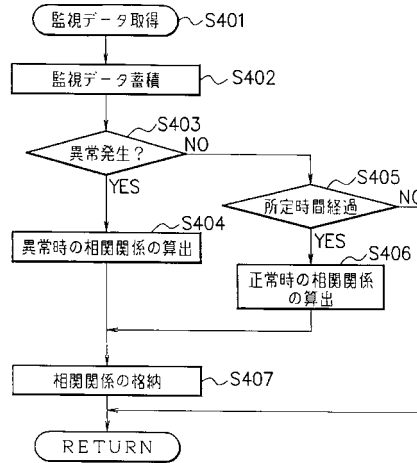 監視データ取得 S401
監視データ蓄積 S402
S403
異常発生?
NO
YES
S405
所定時間経過
NO
YES
S404
異常時の相関関係の算出
S406
正常時の相関関係
の算出
相関関係の格納 S407
RETURN